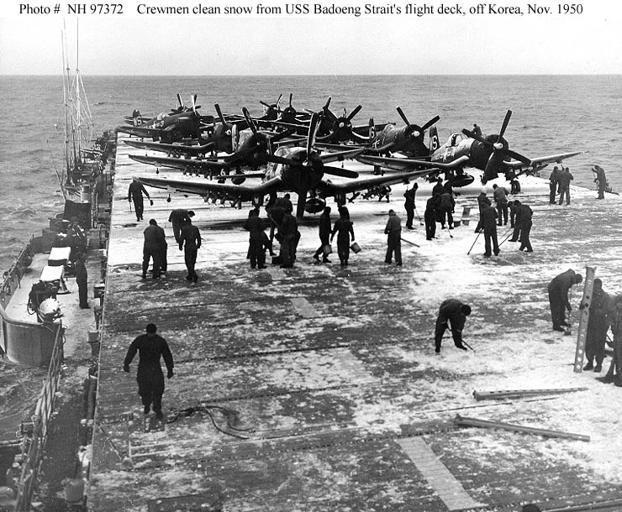 Photo # NH 97372 Crewmen clean snow from USS Badoeng Strait's flight deck, off Korea, Nov. 1950